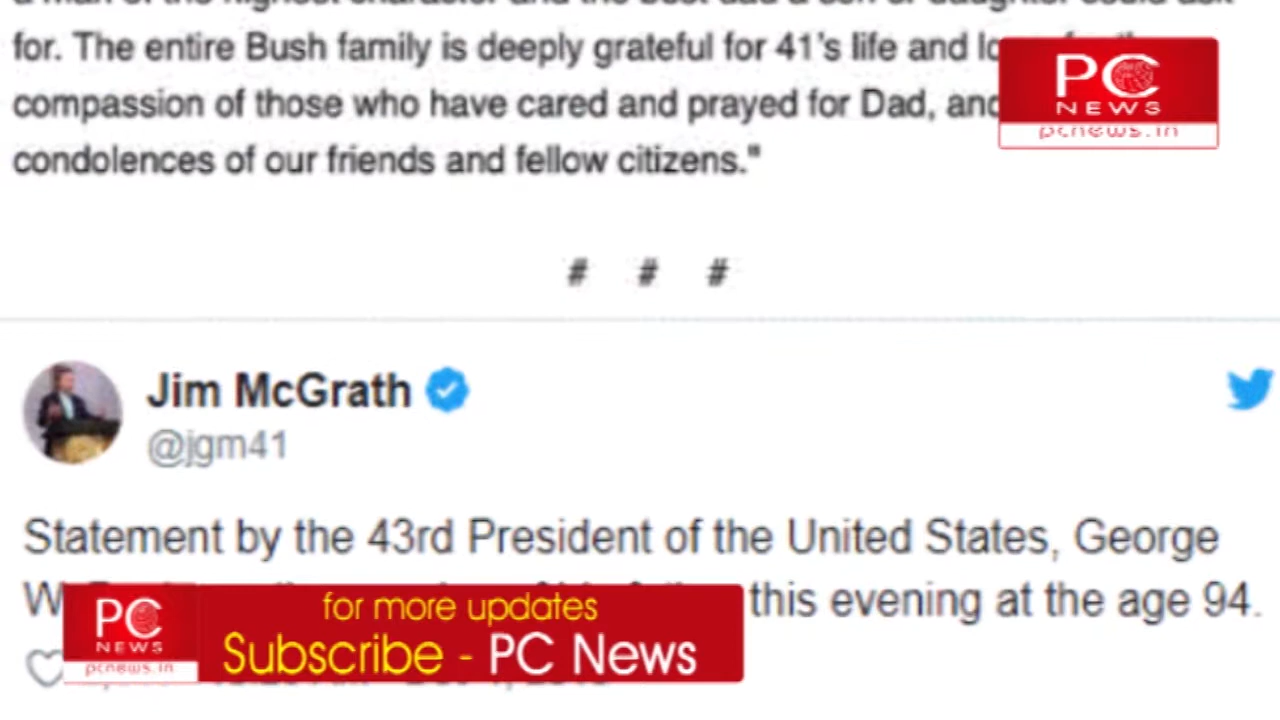 for. The entire Bush family is deeply grateful for 41's life and
compassion of those who have cared and prayed for Dad, and
condolences of our friends and fellow citizens."
PC
NEWS
pcnews.in
# # #
Jim McGrath
@jgm41
Statement by the 43rd President of the United States, George
this evening at the age 94.
PC
NEWS
pcnews.in
for more updates
Subscribe - PC News